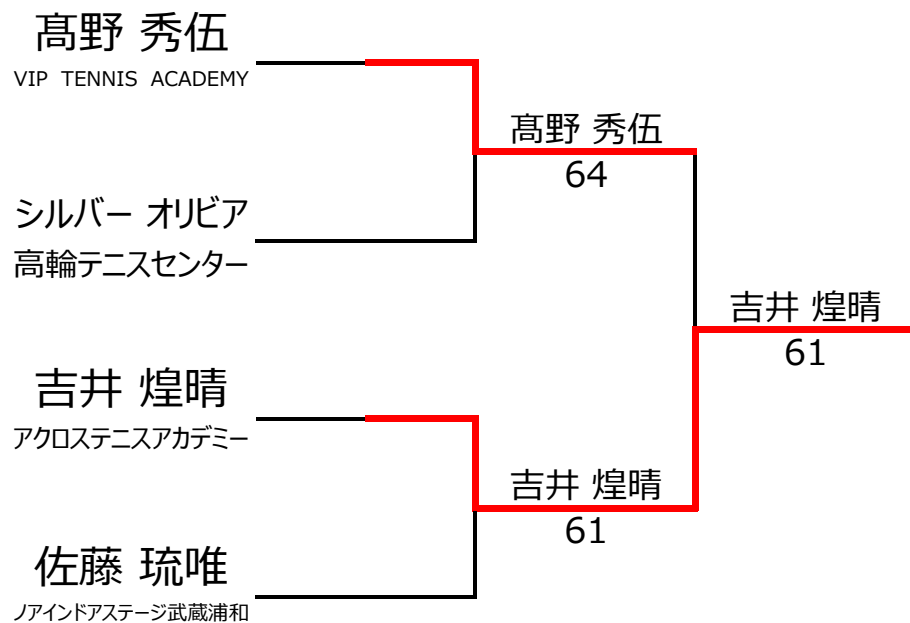 髙野 秀伍
VIP TENNIS ACADEMY
髙野 秀伍
64
シルバー オリビア
高輪テニスセンター
吉井 煌晴
61
吉井 煌晴
アクロステニスアカデミー
吉井 煌晴
61
佐藤 琉唯
ノアインドアステージ武蔵浦和